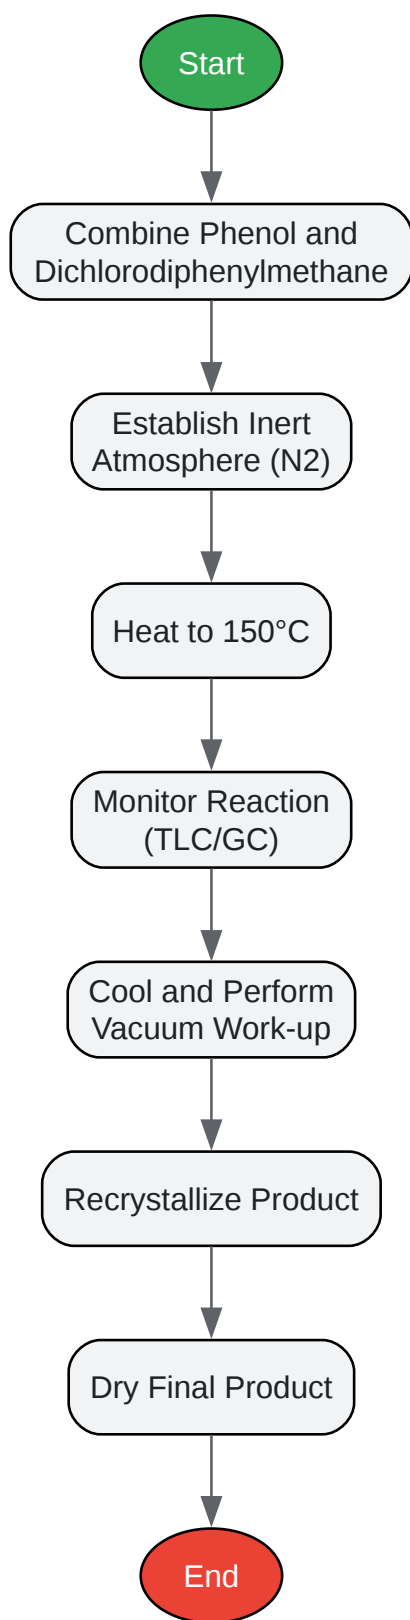 Start
Combine Phenol and
Dichlorodiphenylmethane
Establish Inert
Atmosphere (N2)
Heat to 150°C
Monitor Reaction
(TLC/GC)
Cool and Perform
Vacuum Work-up
Recrystallize Product
Dry Final Product
End